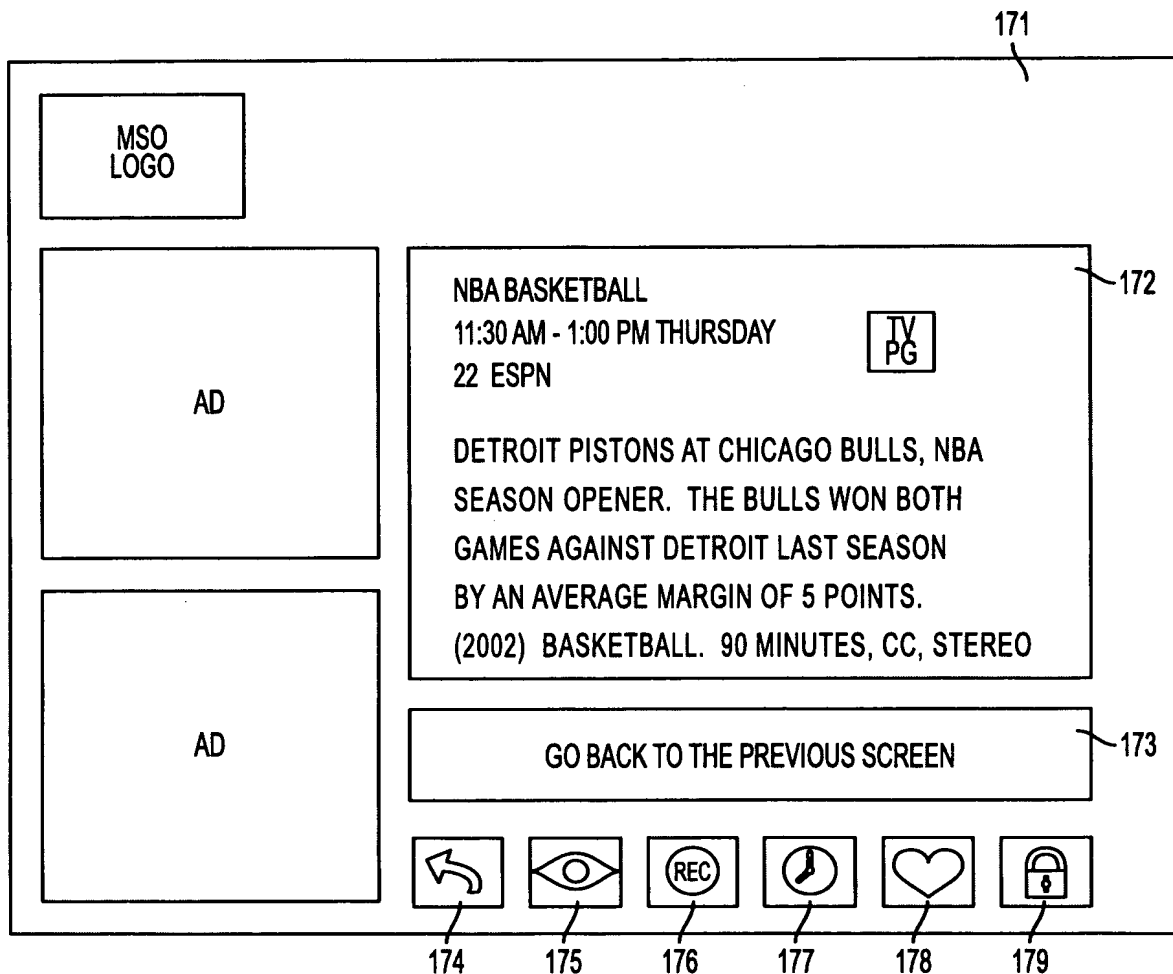 171
MSO
LOGO
NBA BASKETBALL
11:30 AM - 1:00 PM THURSDAY
22 ESPN
TV
PG
172
AD
DETROIT PISTONS AT CHICAGO BULLS, NBA
SEASON OPENER. THE BULLS WON BOTH
GAMES AGAINST DETROIT LAST SEASON
BY AN AVERAGE MARGIN OF 5 POINTS.
(2002) BASKETBALL. 90 MINUTES, CC, STEREO
AD
GO BACK TO THE PREVIOUS SCREEN
173
REC
174
175
176
177
178
179